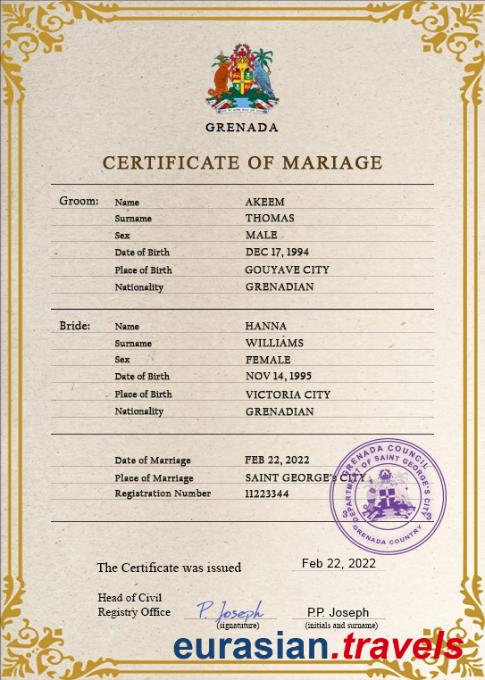 GRENADA
CERTIFICATE OF MARIAGE
Groom: Name AKEEM
Surname THOMAS
Sex MALE
Date of Birth DEC 17, 1994
Place of Birth GOUYAVE CITY
Nationality GRENADIAN
Bride: Name HANNA
Surname WILLIAMS
Sex FEMALE
Date of Birth NOV 14, 1995
Place of Birth VICTORIA CITY
Nationality GRENADIAN
Date of Marriage FEB 22, 2022
Place of Marriage SAINT GEORGE's CITY
Registration Number 11223344
GRENADA COUNCIL
DEPARTMENT OF SAINT GEORGE'S CITY
GRENADA COUNTRY
The Certificate was issued Feb 22, 2022
Head of Civil
Registry Office P. Joseph P.P. Joseph
(signature) (initials and surname)
eurasian.travels